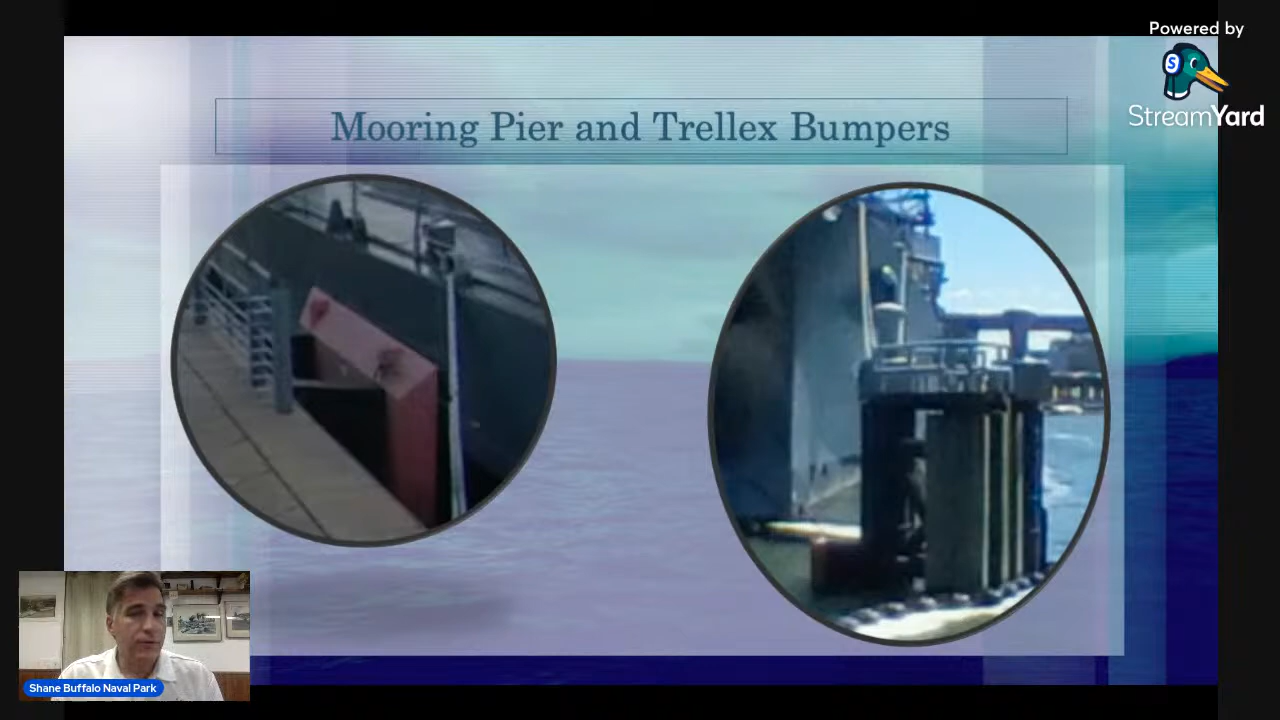 Powered by
S
StreamYard
Mooring Pier and Trellex Bumpers
Shane Buffalo Naval Park